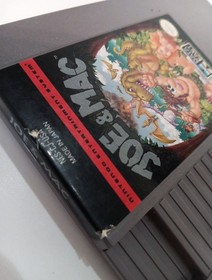 JOE & MAC
NINTENDO ENTERTAINMENT SYSTEM
MADE IN JAPAN